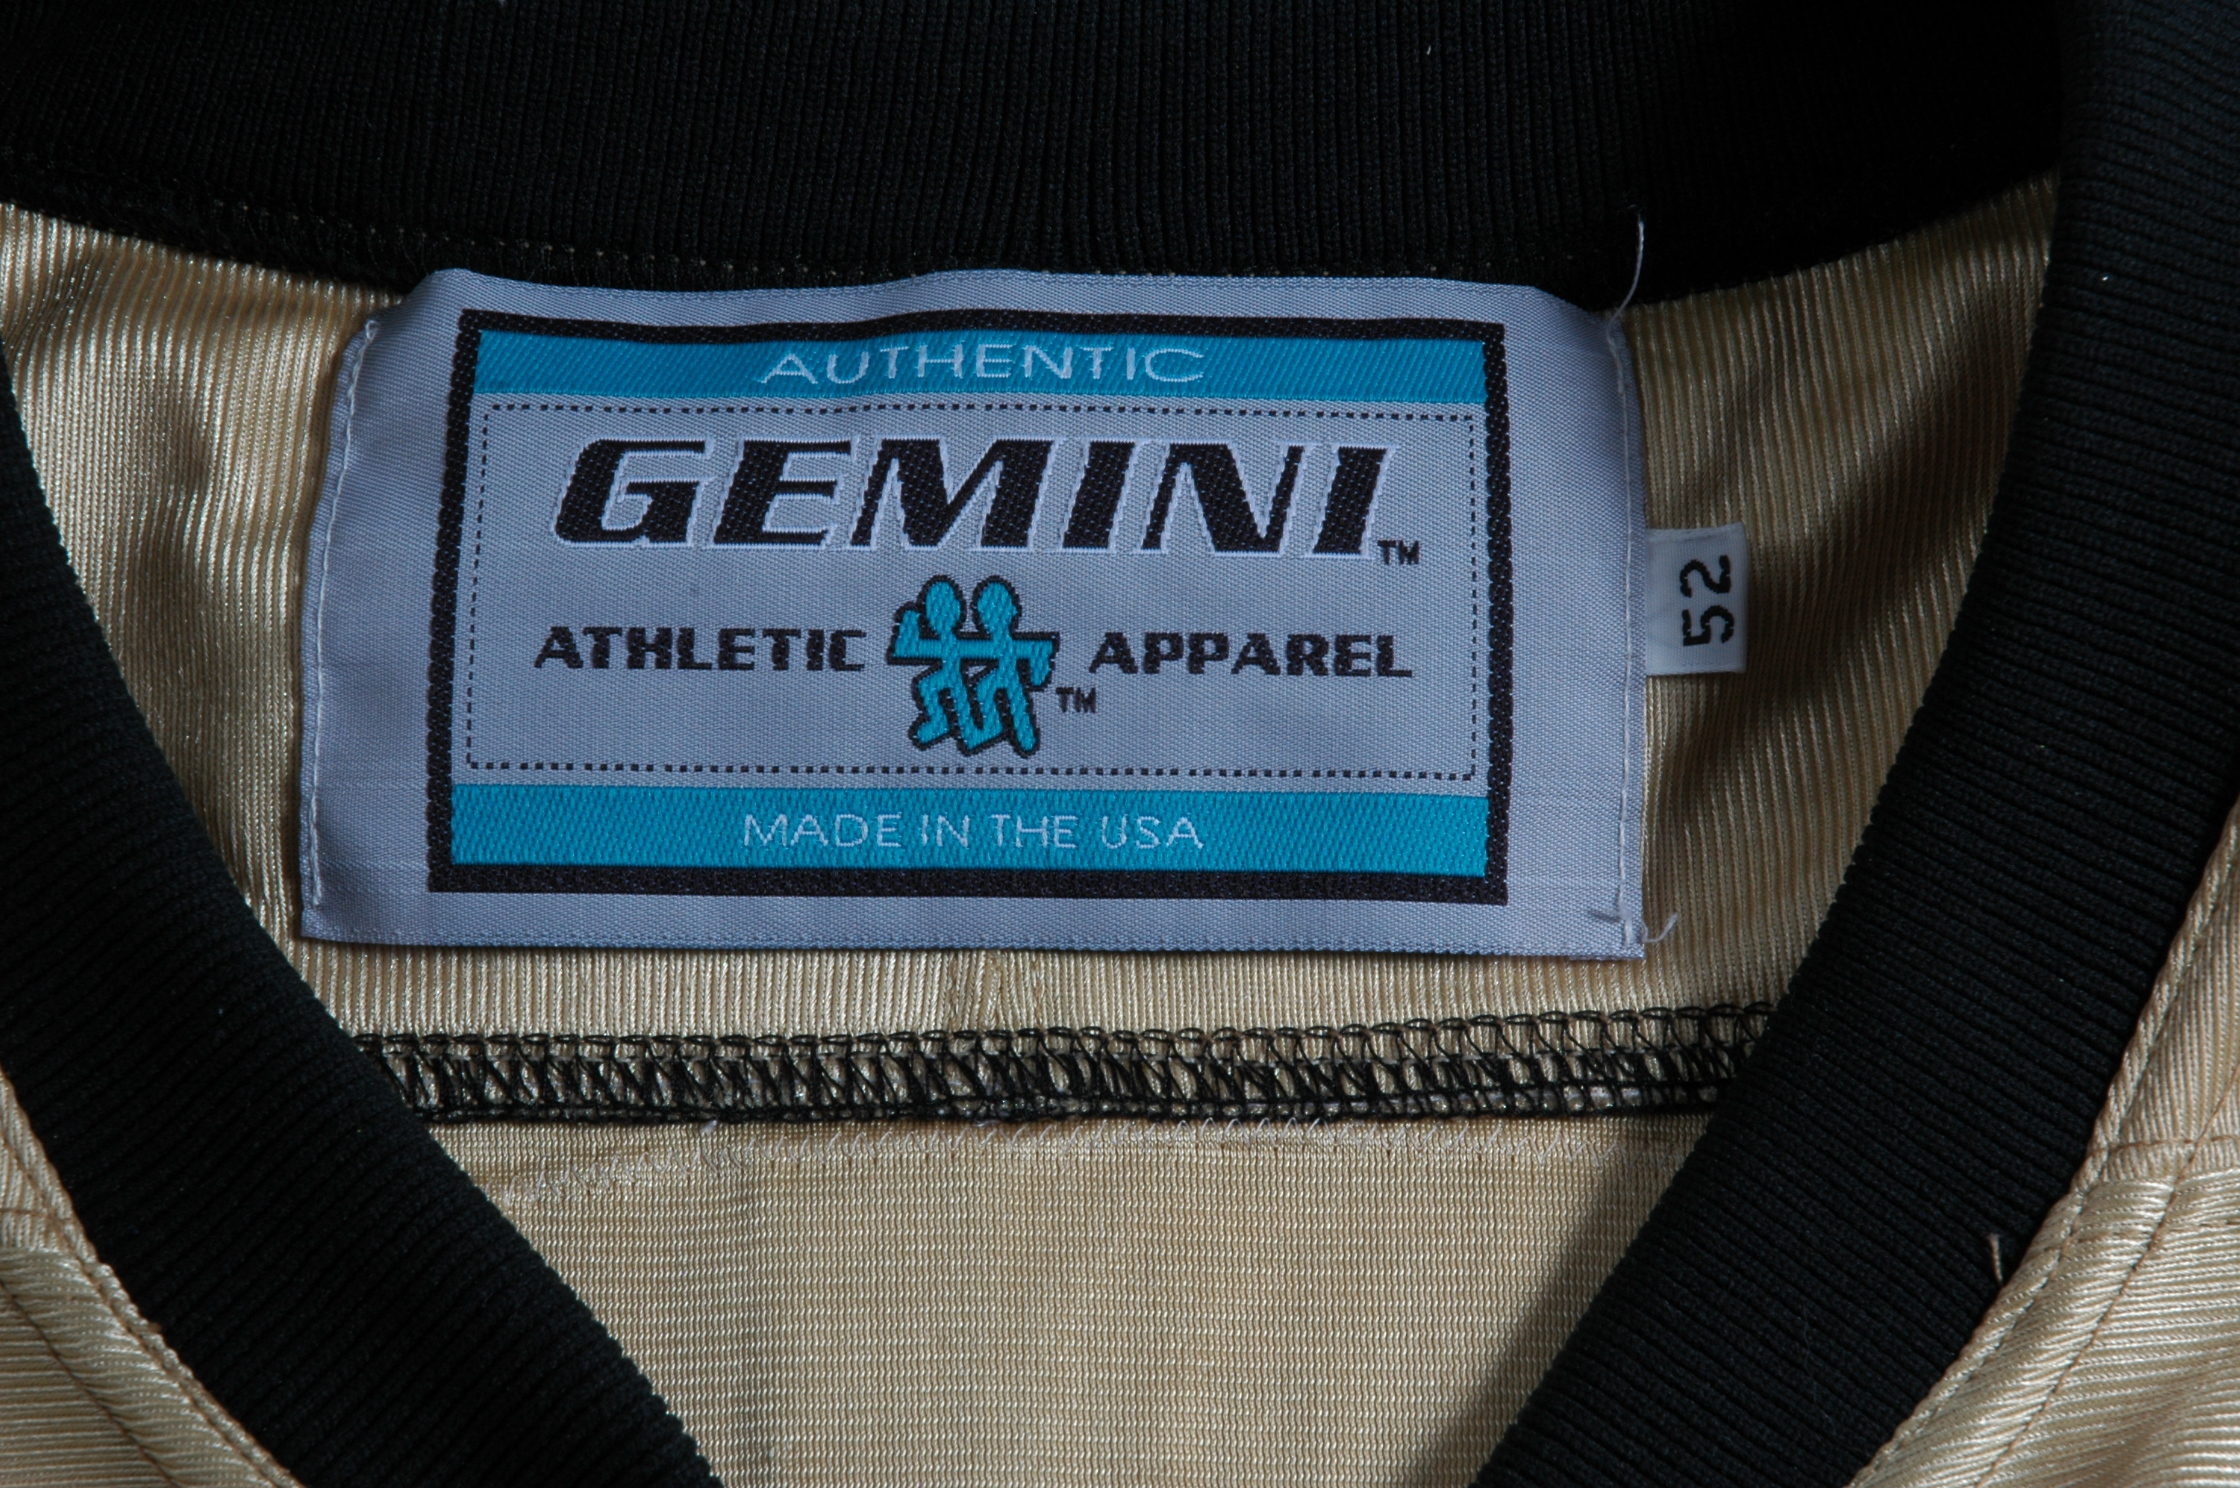 AUTHENTIC
GEMINI™
ATHLETIC ™ APPAREL
MADE IN THE USA
52